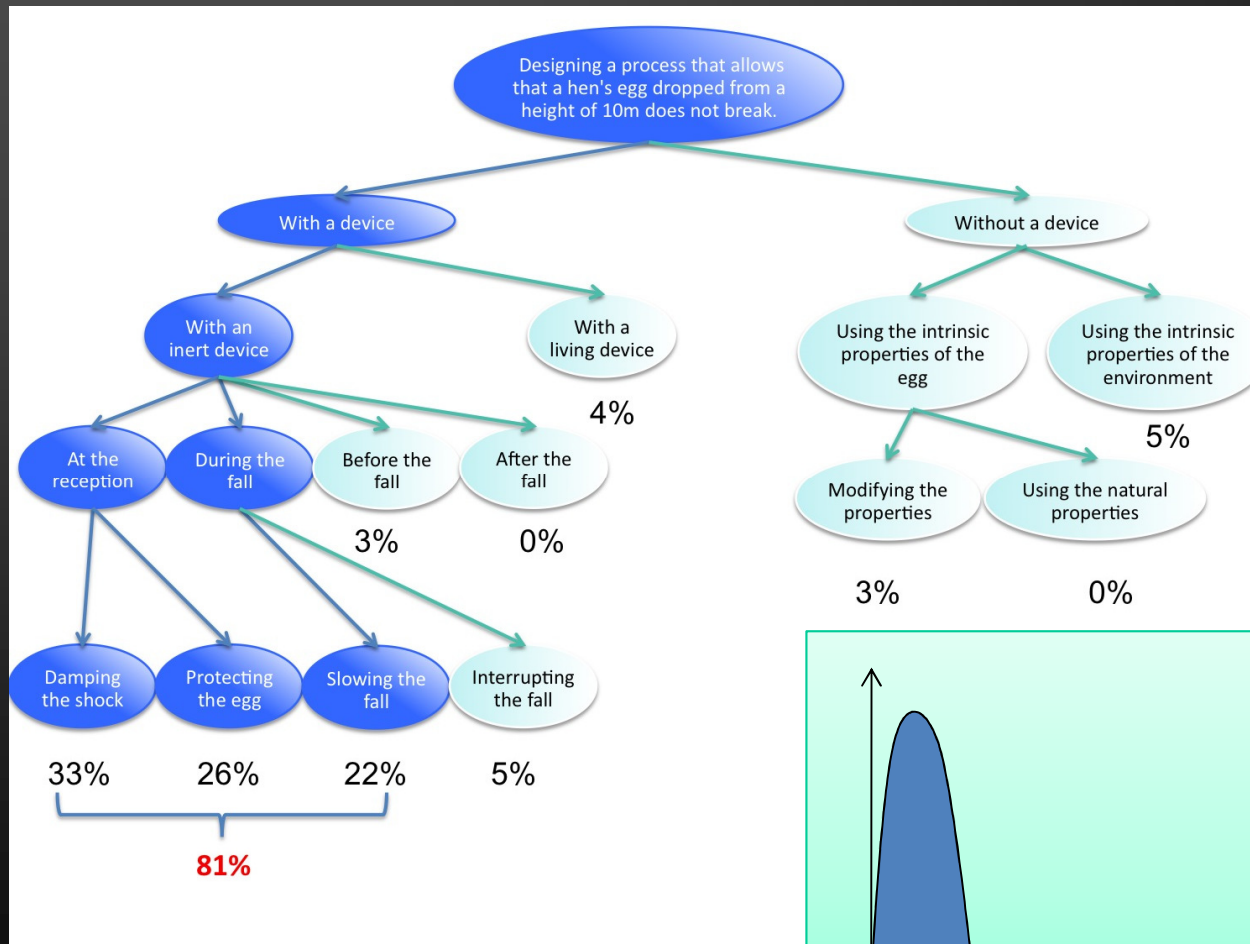 Designing a process that allows
that a hen's egg dropped from a
height of 10m does not break.
With a device
Without a device
With an
inert device
With a
living device
4%
Using the intrinsic
properties of the
egg
Using the intrinsic
properties of the
environment
5%
At the
reception
During the
fall
Before the
fall
After the
fall
3%
0%
Modifying the
properties
Using the natural
properties
3%
0%
Damping
the shock
Protecting
the egg
Slowing the
fall
Interrupting
the fall
33%
26%
22%
5%
81%